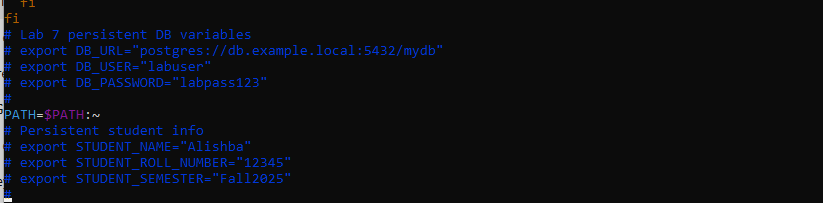 fi
fi
# Lab 7 persistent DB variables
# export DB_URL="postgres://db.example.local:5432/mydb"
# export DB_USER="labuser"
# export DB_PASSWORD="labpass123"
#
PATH=$PATH:~
# Persistent student info
# export STUDENT_NAME="Alishba"
# export STUDENT_ROLL_NUMBER="12345"
# export STUDENT_SEMESTER="Fall2025"
#